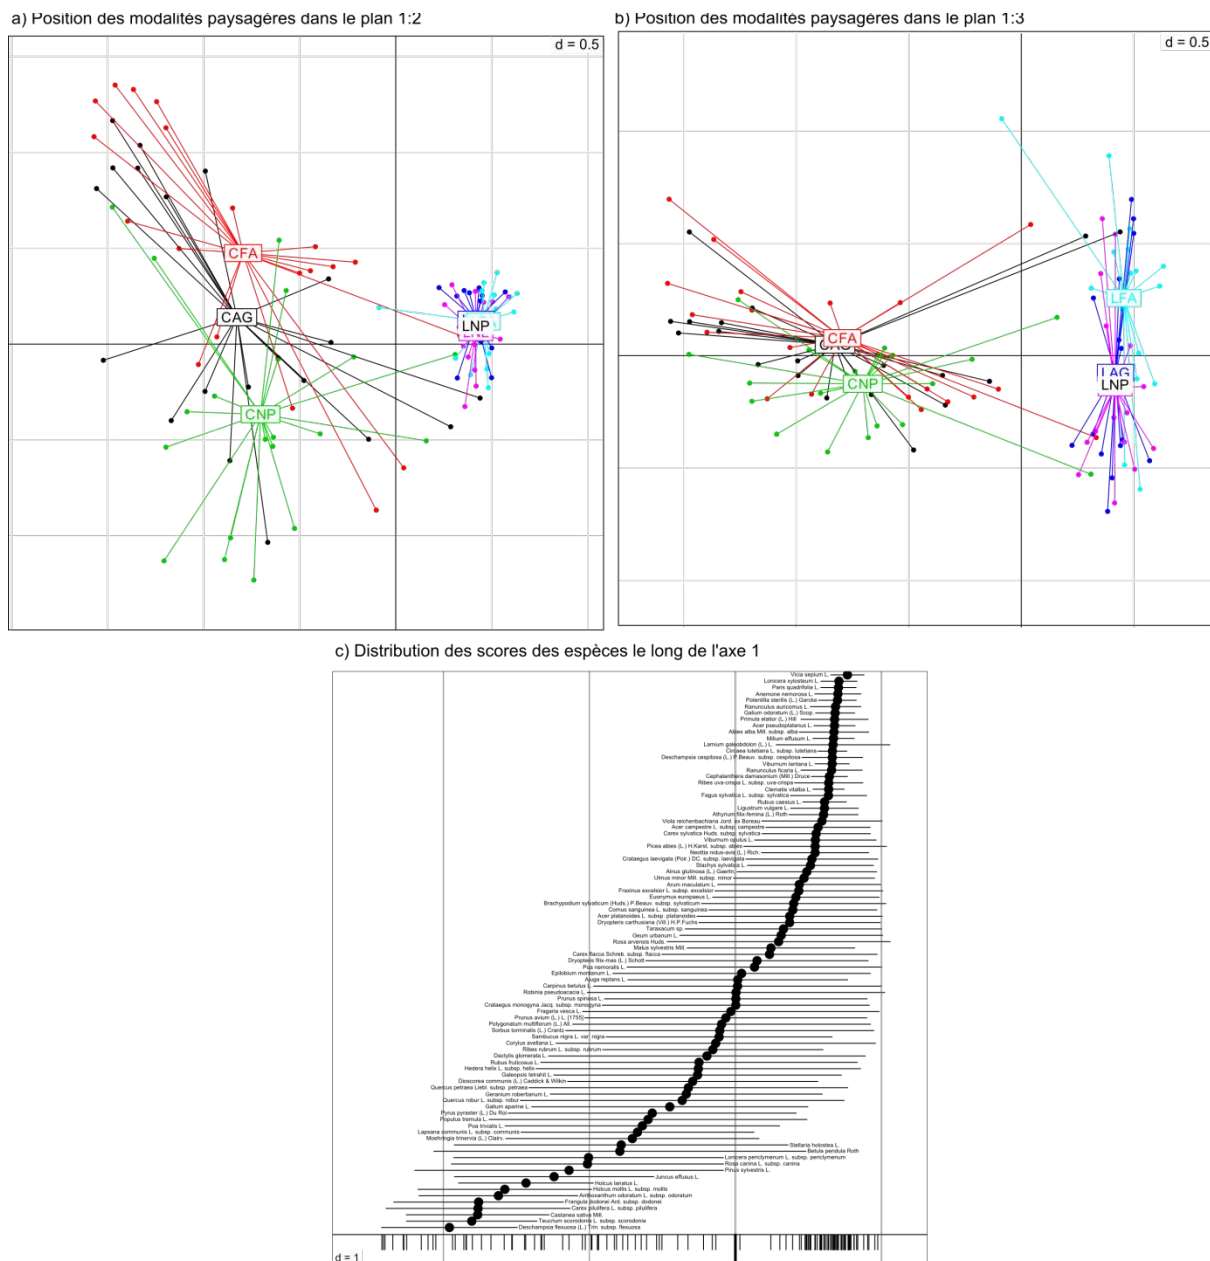 a) Position des modalités paysagères dans le plan 1:2
d = 0.5
CFA
CAG
LNP
CNP
b) Position des modalités paysagères dans le plan 1:3
d = 0.5
LFA
CFA
CAG
LAG
CNP
LNP
c) Distribution des scores des espèces le long de l'axe 1
Vicia sepium L.
Lonicera xylosteum L.
Paris quadrifolia L.
Anemone nemorosa L.
Potentilla sterilis (L.) Garcke
Ranunculus auricomus L.
Galium odoratum (L.) Scop.
Primula elatior (L.) Hill
Acer pseudoplatanus L.
Abies alba Mill. subsp. alba
Milium effusum L.
Lamium galeobdolon (L.) L.
Circaea lutetiana L. subsp. lutetiana
Deschampsia cespitosa (L.) P.Beauv. subsp. cespitosa
Viburnum lantana L.
Ranunculus ficaria L.
Cephalanthera damasonium (Mill.) Druce
Ribes uva-crispa L. subsp. uva-crispa
Clematis vitalba L.
Fagus sylvatica L. subsp. sylvatica
Rubus caesius L.
Ligustrum vulgare L.
Athyrium filix-femina (L.) Roth
Viola reichenbachiana Jord. ex Boreau
Acer campestre L. subsp. campestre
Carex sylvatica Huds. subsp. sylvatica
Viburnum opulus L.
Picea abies (L.) H.Karst. subsp. abies
Neottia nidus-avis (L.) Rich.
Crataegus laevigata (Poir.) DC. subsp. laevigata
Stachys sylvatica L.
Alnus glutinosa (L.) Gaertn.
Ulmus minor Mill. subsp. minor
Arum maculatum L.
Fraxinus excelsior L. subsp. excelsior
Euonymus europaeus L.
Brachypodium sylvaticum (Huds.) P.Beauv. subsp. sylvaticum
Cornus sanguinea L. subsp. sanguinea
Acer platanoides L. subsp. platanoides
Dryopteris carthusiana (Vill.) H.P.Fuchs
Taraxacum sp.
Geum urbanum L.
Rosa arvensis Huds.
Malus sylvestris Mill.
Carex flacca Schreb. subsp. flacca
Dryopteris filix-mas (L.) Schott
Poa nemoralis L.
Epilobium montanum L.
Ajuga reptans L.
Carpinus betulus L.
Robinia pseudoacacia L.
Prunus spinosa L.
Crataegus monogyna Jacq. subsp. monogyna
Fragaria vesca L.
Prunus avium (L.) L. [1755]
Polygonatum multiflorum (L.) All.
Sorbus torminalis (L.) Crantz
Sambucus nigra L. var. nigra
Corylus avellana L.
Ribes rubrum L. subsp. rubrum
Dactylis glomerata L.
Rubus fruticosus L.
Hedera helix L. subsp. helix
Galeopsis tetrahit L.
Dioscorea communis (L.) Caddick & Wilkin
Quercus petraea Liebl. subsp. petraea
Geranium robertianum L.
Quercus robur L. subsp. robur
Galium aparine L.
Pyrus pyraster (L.) Du Roi
Populus tremula L.
Poa trivialis L.
Lapsana communis L. subsp. communis
Moehringia trinervia (L.) Clairv.
Stellaria holostea L.
Betula pendula Roth
Lonicera periclymenum L. subsp. periclymenum
Rosa canina L. subsp. canina
Pinus sylvestris L.
Juncus effusus L.
Holcus lanatus L.
Holcus mollis L. subsp. mollis
Anthoxanthum odoratum L. subsp. odoratum
Frangula dodonei Ard. subsp. dodonei
Carex pilulifera L. subsp. pilulifera
Castanea sativa Mill.
Teucrium scorodonia L. subsp. scorodonia
Deschampsia flexuosa (L.) Trin. subsp. flexuosa
d = 1